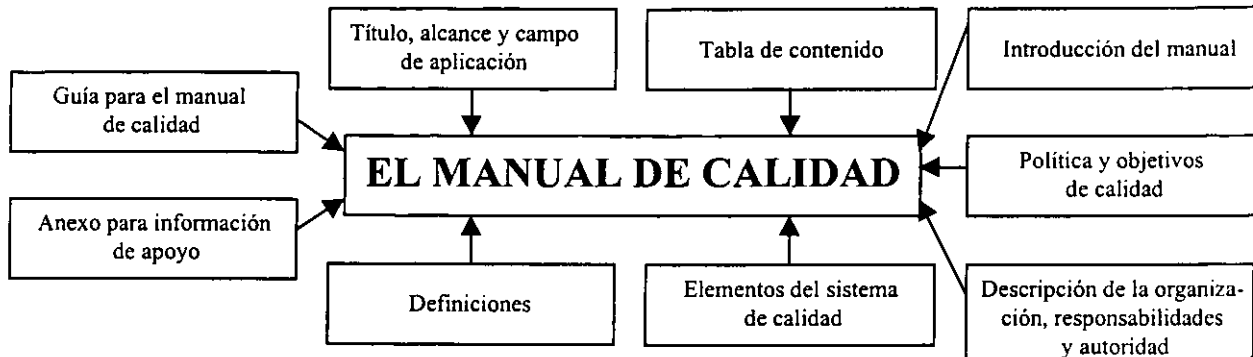 Título, alcance y campo
de aplicación
Tabla de contenido
Introducción del manual
Guía para el manual
de calidad
EL MANUAL DE CALIDAD
Política y objetivos
de calidad
Anexo para información
de apoyo
Definiciones
Elementos del sistema
de calidad
Descripción de la organiza-
ción, responsabilidades
y autoridad